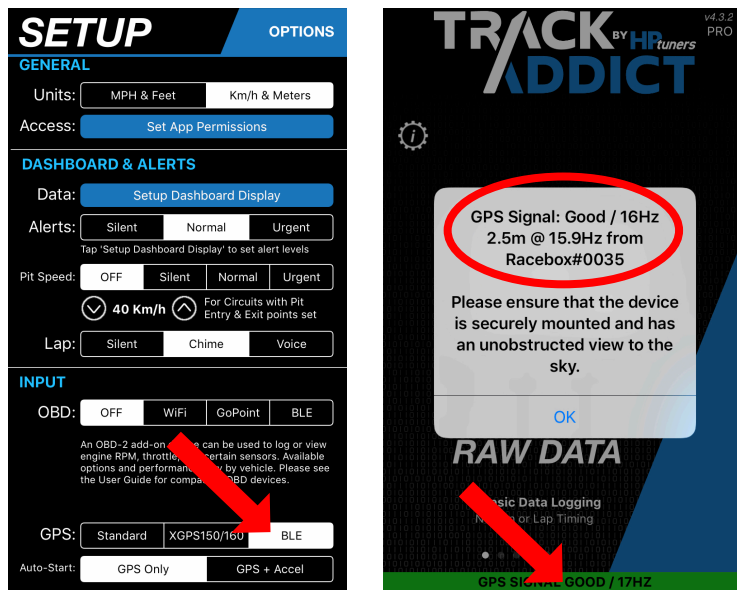 SETUP
OPTIONS
GENERAL
Units: MPH & Feet Km/h & Meters
Access: Set App Permissions
DASHBOARD & ALERTS
Data: Setup Dashboard Display
Alerts: Silent Normal Urgent
Tap 'Setup Dashboard Display' to set alert levels
Pit Speed: OFF Silent Normal Urgent
40 Km/h
For Circuits with Pit
Entry & Exit points set
Lap: Silent Chime Voice
INPUT
OBD: OFF WiFi GoPoint BLE
An OBD-2 add-on can be used to log or view
engine RPM, throttle, certain sensors. Available
options and performance by vehicle. Please see
the User Guide for OBD devices.
GPS: Standard XGPS150/160 BLE
Auto-Start: GPS Only GPS + Accel
v4.3.2
PRO
TRACK
BY HP tuners
ADDICT
i
GPS Signal: Good / 16Hz
2.5m @ 15.9Hz from
Racebox#0035
Please ensure that the device
is securely mounted and has
an unobstructed view to the
sky.
OK
RAW DATA
Data Logging
or Lap Timing
GPS SIGNAL GOOD / 17HZ